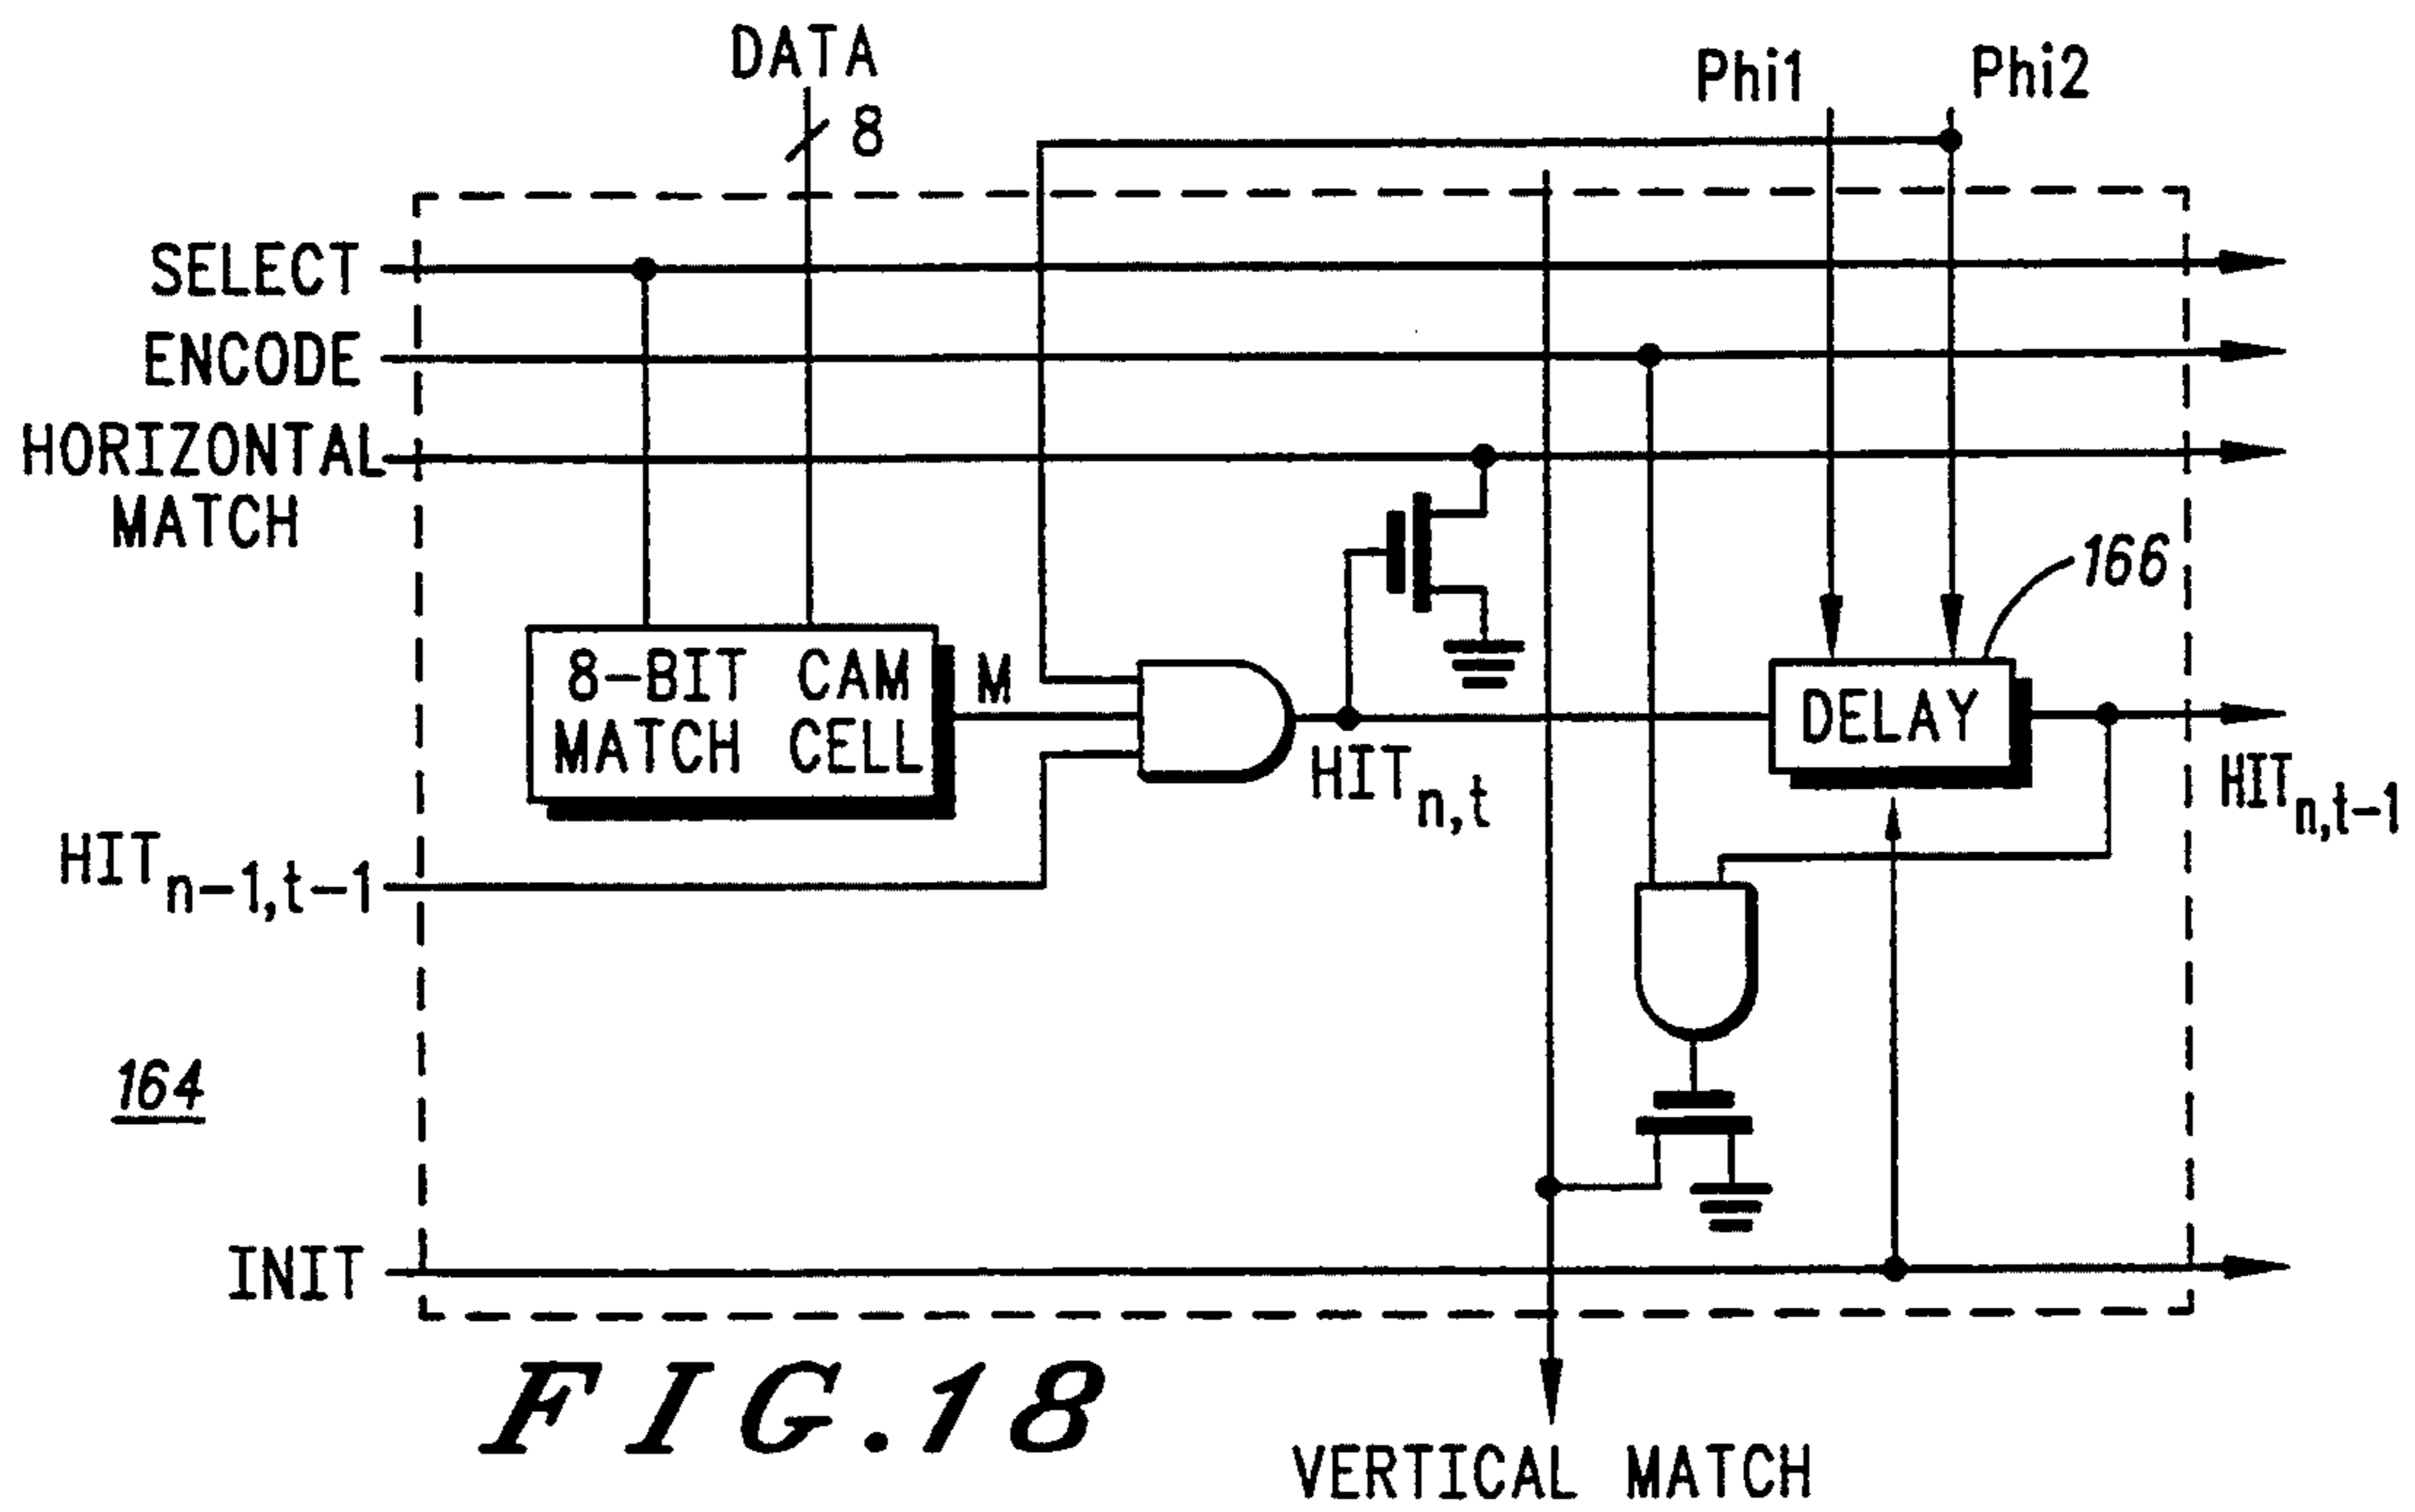 DATA
8
Phi1
Phi2
SELECT
ENCODE
HORIZONTAL
MATCH
166
8-BIT CAM
MATCH CELL
M
DELAY
HITn,t
HITn,t-1
HITn-1,t-1
164
INIT
FIG.18
VERTICAL MATCH